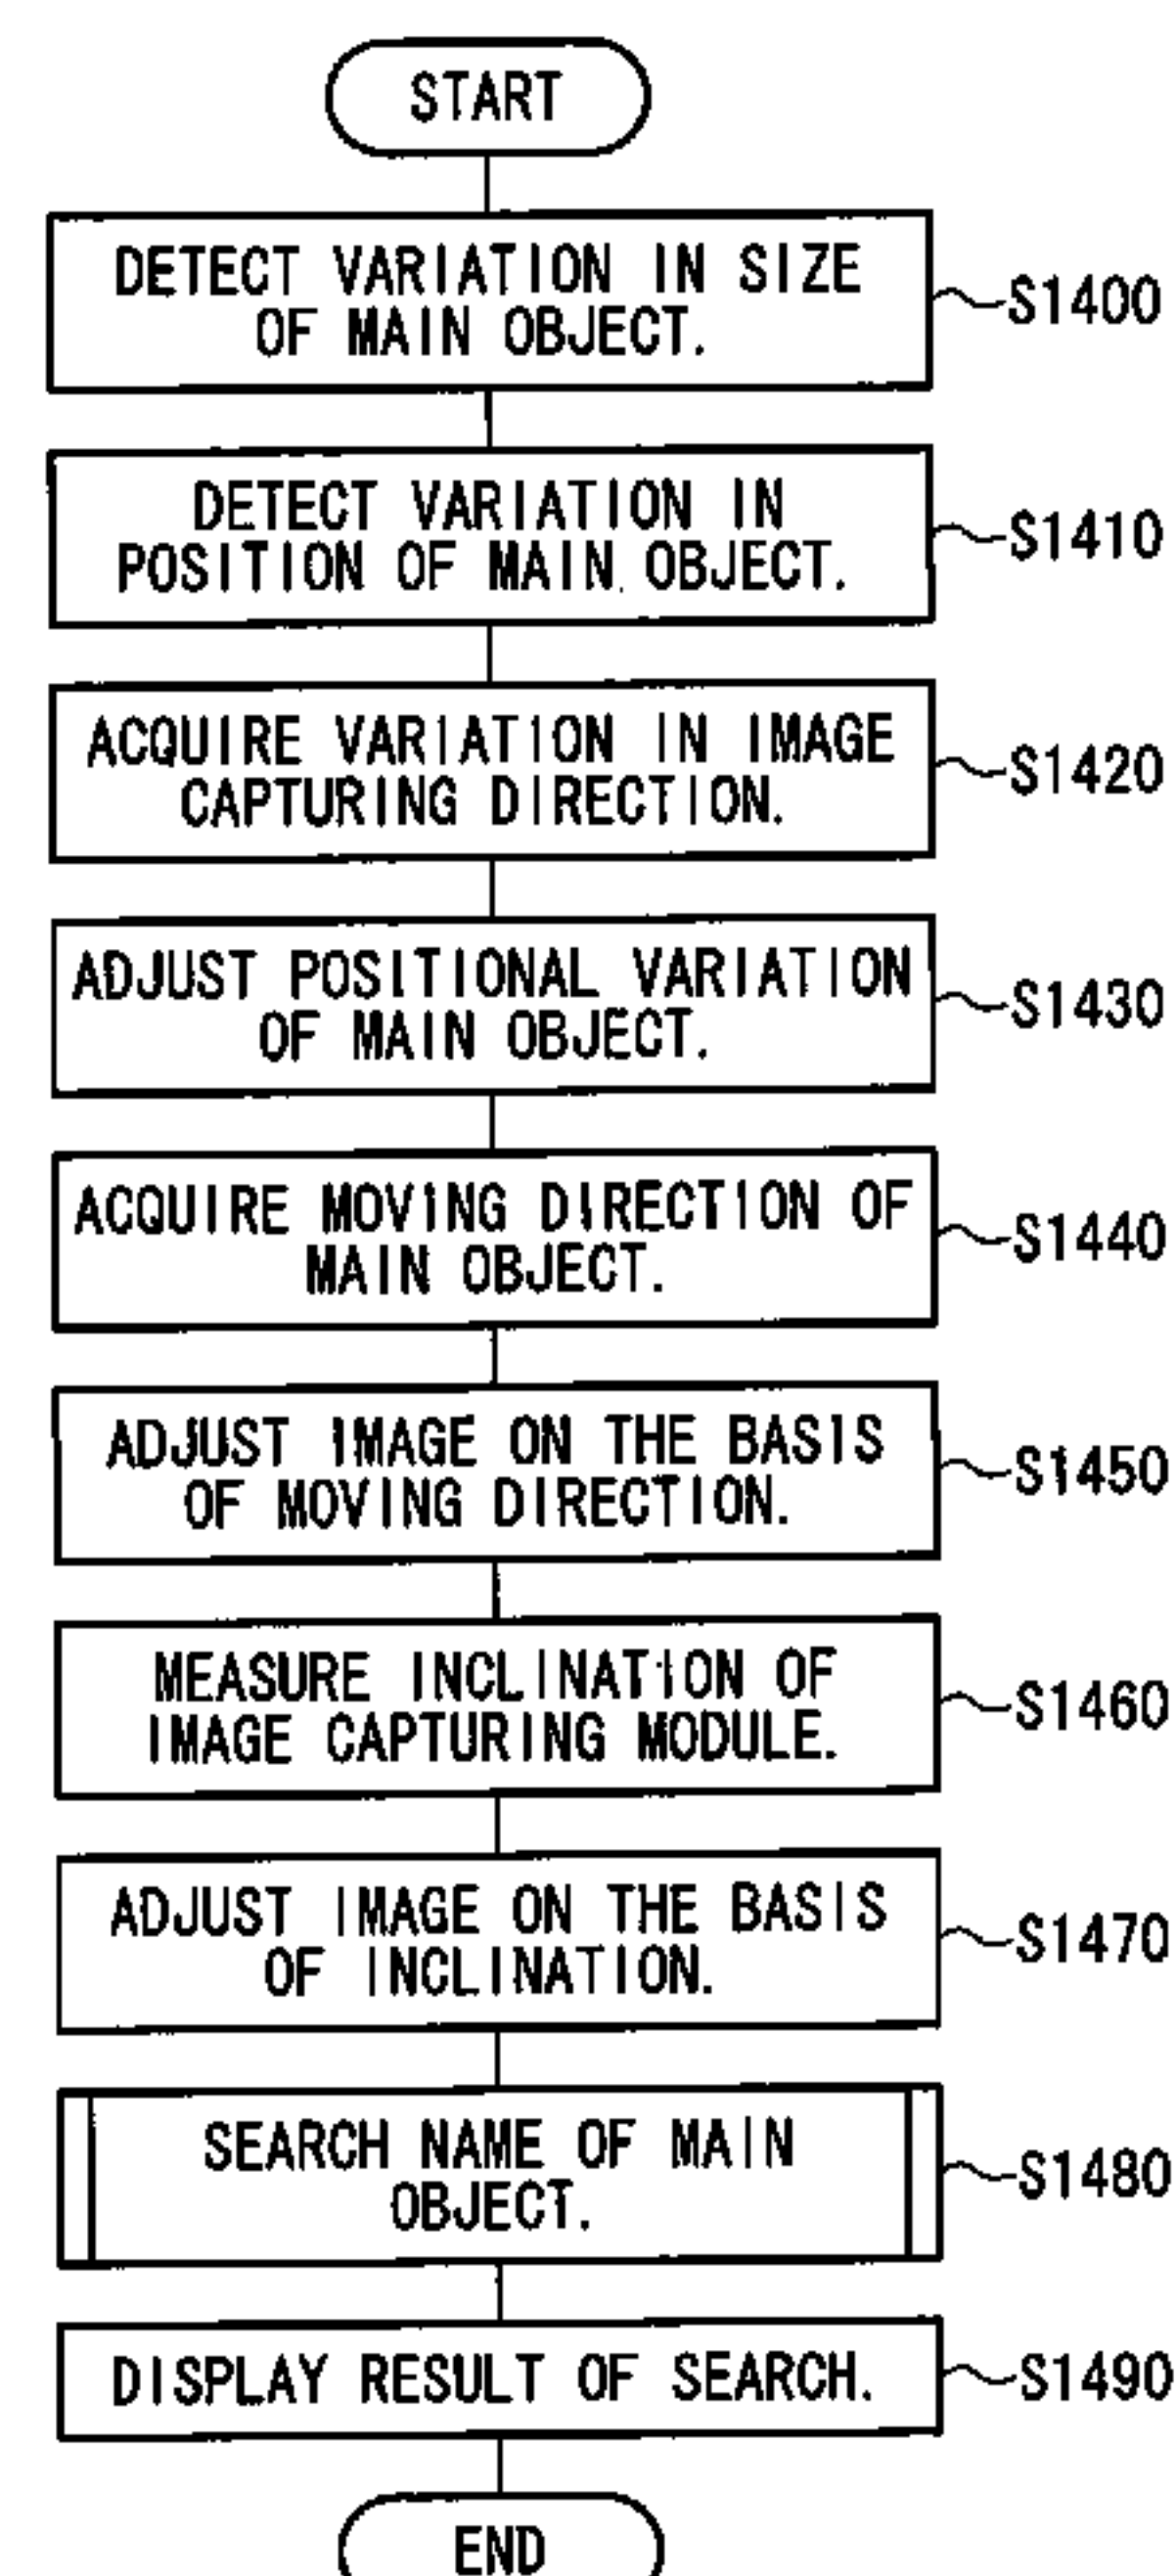 START
DETECT VARIATION IN SIZE
OF MAIN OBJECT.
S1400
DETECT VARIATION IN
POSITION OF MAIN OBJECT.
S1410
ACQUIRE VARIATION IN IMAGE
CAPTURING DIRECTION.
S1420
ADJUST POSITIONAL VARIATION
OF MAIN OBJECT.
S1430
ACQUIRE MOVING DIRECTION OF
MAIN OBJECT.
S1440
ADJUST IMAGE ON THE BASIS
OF MOVING DIRECTION.
S1450
MEASURE INCLINATION OF
IMAGE CAPTURING MODULE.
S1460
ADJUST IMAGE ON THE BASIS
OF INCLINATION.
S1470
SEARCH NAME OF MAIN
OBJECT.
S1480
DISPLAY RESULT OF SEARCH.
S1490
END